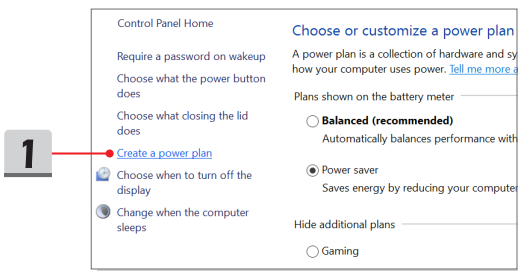 Control Panel Home
Require a password on wakeup
Choose what the power button
does
Choose what closing the lid
does
Create a power plan
Choose when to turn off the
display
Change when the computer
sleeps
1
Choose or customize a power plan
A power plan is a collection of hardware and sy
how your computer uses power. Tell me more a
Plans shown on the battery meter
Balanced (recommended)
Automatically balances performance with
Power saver
Saves energy by reducing your computer
Hide additional plans
Gaming